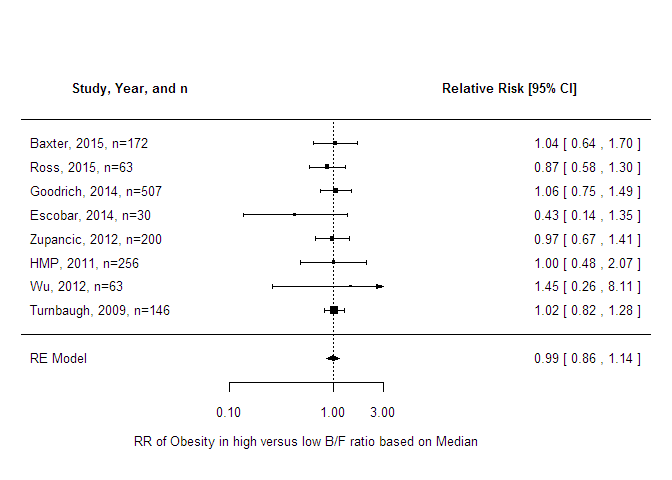 Study, Year, and n Relative Risk [95% CI]
Baxter, 2015, n=172 1.04 [ 0.64 , 1.70 ]
Ross, 2015, n=63 0.87 [ 0.58 , 1.30 ]
Goodrich, 2014, n=507 1.06 [ 0.75 , 1.49 ]
Escobar, 2014, n=30 0.43 [ 0.14 , 1.35 ]
Zupancic, 2012, n=200 0.97 [ 0.67 , 1.41 ]
HMP, 2011, n=256 1.00 [ 0.48 , 2.07 ]
Wu, 2012, n=63 1.45 [ 0.26 , 8.11 ]
Turnbaugh, 2009, n=146 1.02 [ 0.82 , 1.28 ]
RE Model 0.99 [ 0.86 , 1.14 ]
0.10 1.00 3.00
RR of Obesity in high versus low B/F ratio based on Median